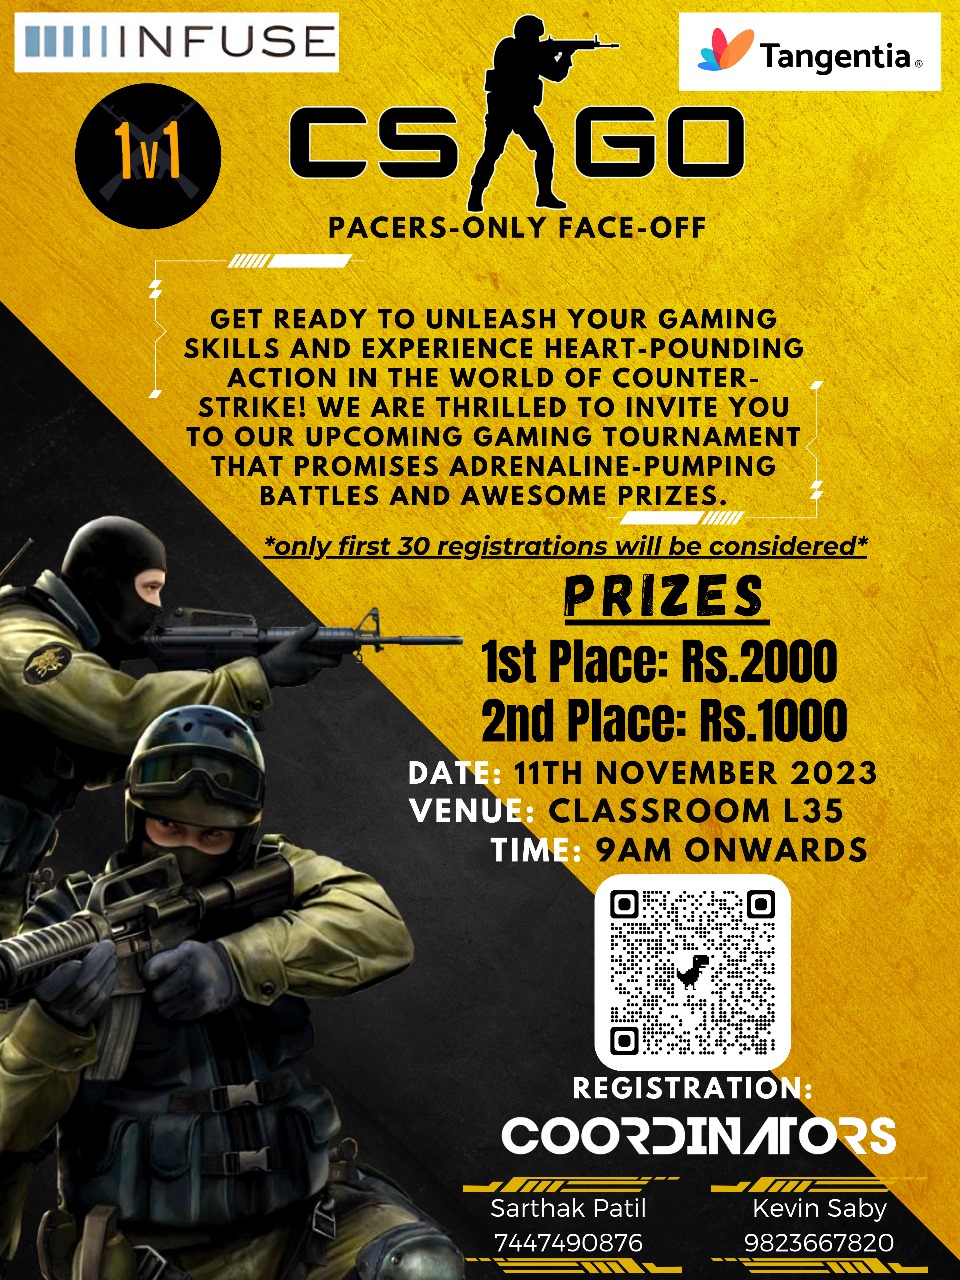 INFUSE
Tangentia®
1v1
CS GO
PACERS-ONLY FACE-OFF
GET READY TO UNLEASH YOUR GAMING
SKILLS AND EXPERIENCE HEART-POUNDING
ACTION IN THE WORLD OF COUNTER-
STRIKE! WE ARE THRILLED TO INVITE YOU
TO OUR UPCOMING GAMING TOURNAMENT
THAT PROMISES ADRENALINE-PUMPING
BATTLES AND AWESOME PRIZES.
*only first 30 registrations will be considered*
PRIZES
1st Place: Rs.2000
2nd Place: Rs.1000
DATE: 11TH NOVEMBER 2023
VENUE: CLASSROOM L35
TIME: 9AM ONWARDS
REGISTRATION:
COORDINATORS
Sarthak Patil
7447490876
Kevin Saby
9823667820